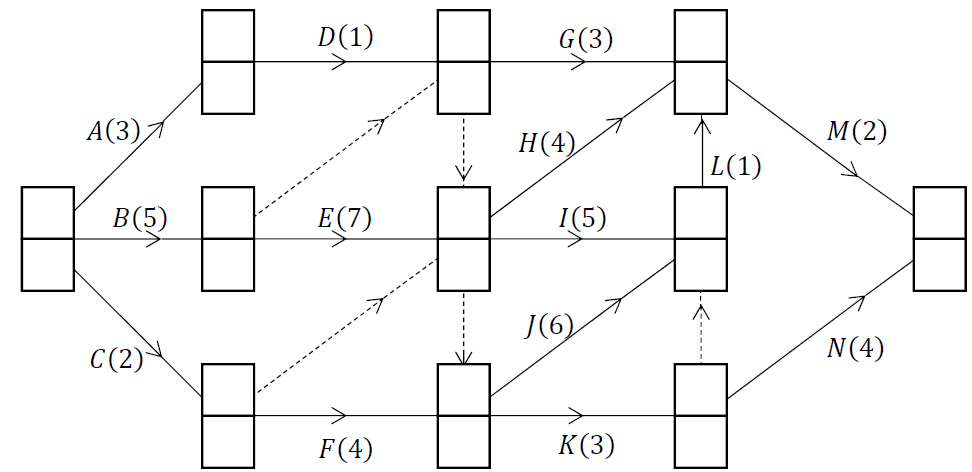 D(1)
G(3)
A(3)
H(4)
M(2)
L(1)
B(5)
E(7)
I(5)
C(2)
J(6)
N(4)
F(4)
K(3)